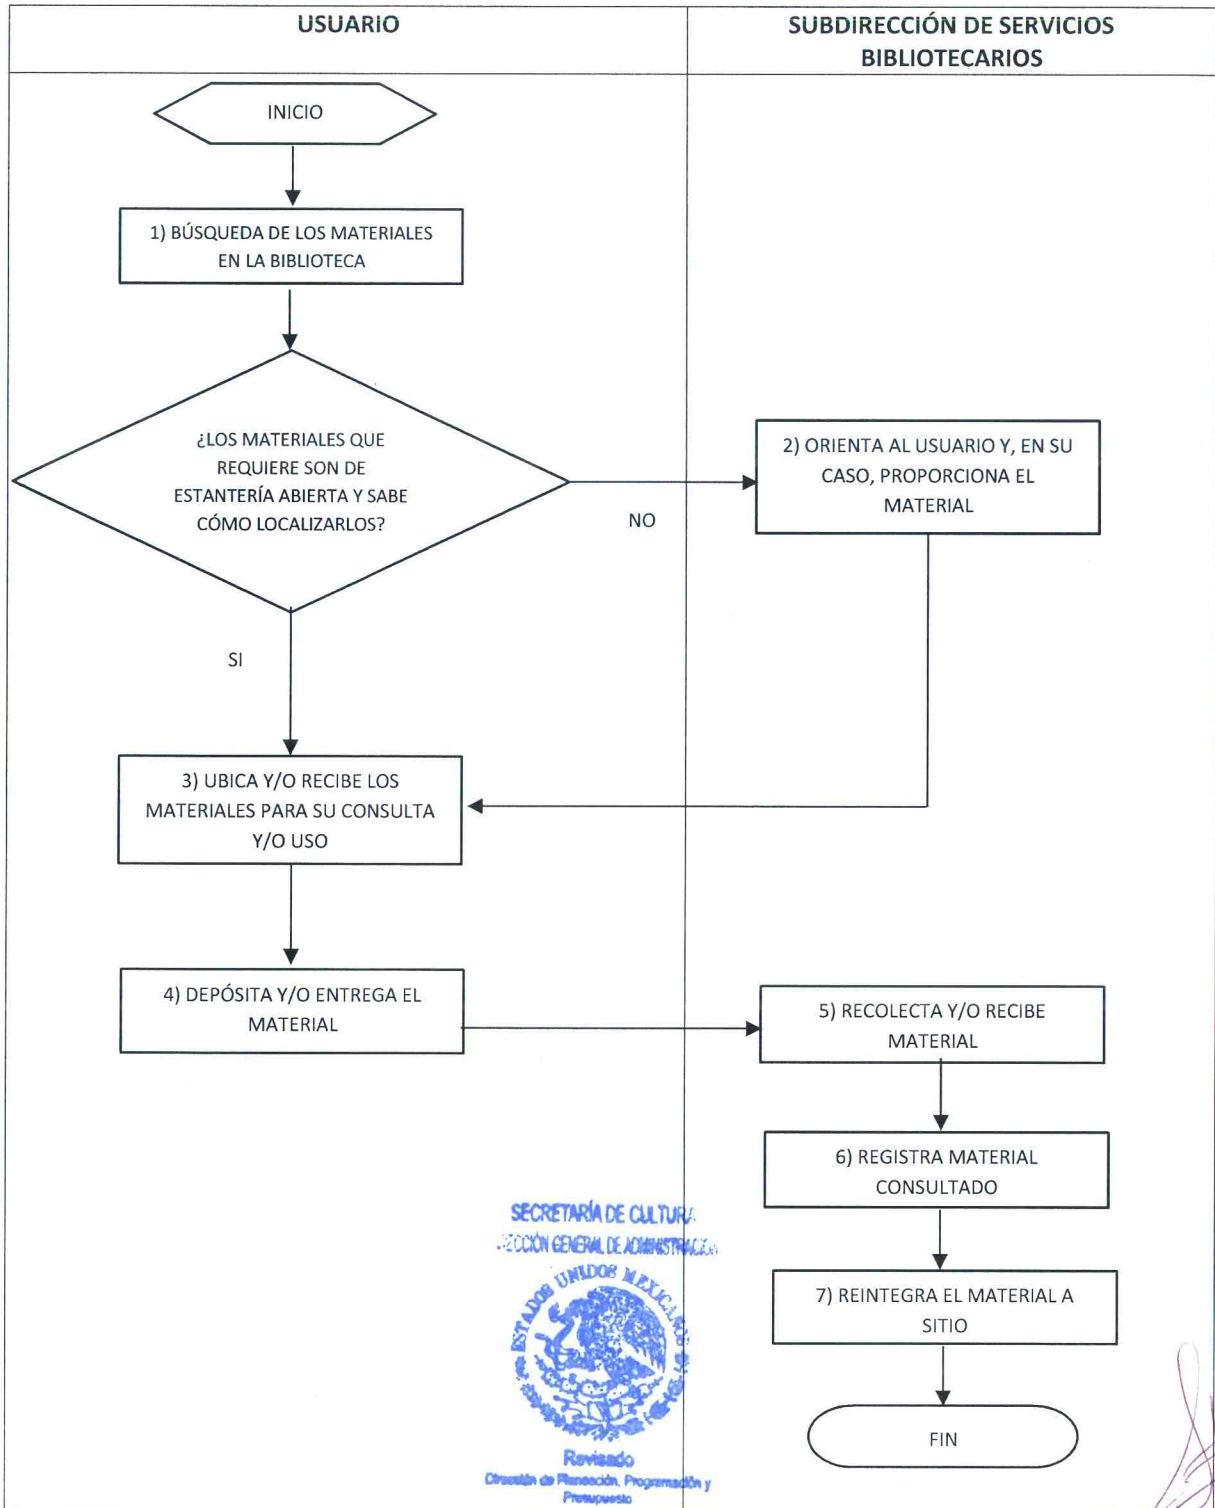 USUARIO
SUBDIRECCIÓN DE SERVICIOS
BIBLIOTECARIOS
INICIO
1) BÚSQUEDA DE LOS MATERIALES
EN LA BIBLIOTECA
¿LOS MATERIALES QUE
REQUIERE SON DE
ESTANTERÍA ABIERTA Y SABE
CÓMO LOCALIZARLOS?
NO
2) ORIENTA AL USUARIO Y, EN SU
CASO, PROPORCIONA EL
MATERIAL
SI
3) UBICA Y/O RECIBE LOS
MATERIALES PARA SU CONSULTA
Y/O USO
4) DEPÓSITA Y/O ENTREGA EL
MATERIAL
5) RECOLECTA Y/O RECIBE
MATERIAL
6) REGISTRA MATERIAL
CONSULTADO
7) REINTEGRA EL MATERIAL A
SITIO
FIN
SECRETARÍA DE CULTURA
GENERAL DE ADMINISTRACIÓN
ESTADOS UNIDOS MEXICANOS
Revisado
Dirección de Planeación, Programación y
Presupuesto